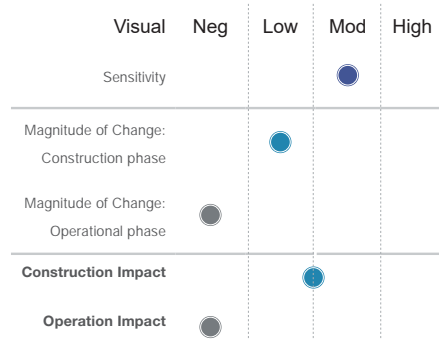 Visual Neg Low Mod High
Sensitivity
Magnitude of Change:
Construction phase
Magnitude of Change:
Operational phase
Construction Impact
Operation Impact